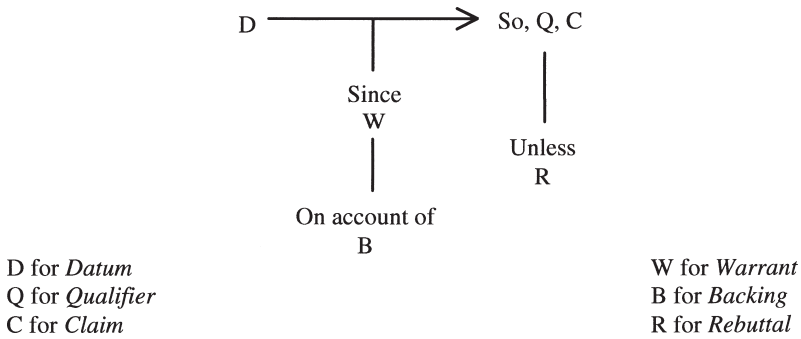 D
So, Q, C
Since
W
Unless
R
On account of
B
D for Datum
Q for Qualifier
C for Claim
W for Warrant
B for Backing
R for Rebuttal